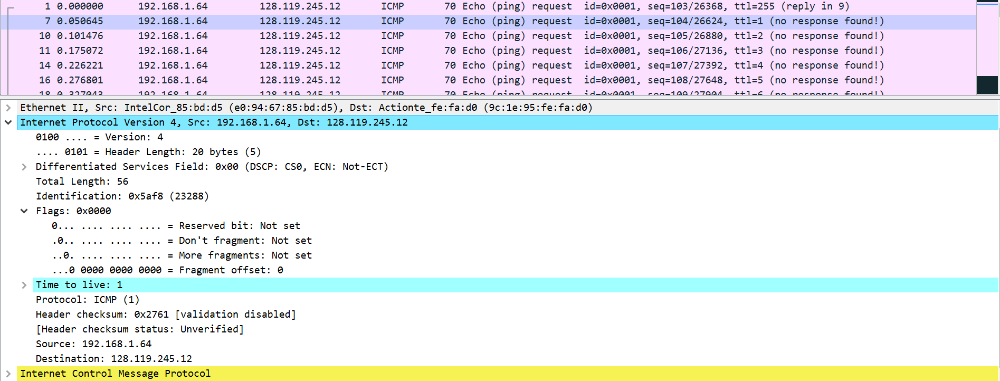 1 0.000000 192.168.1.64 128.119.245.12 ICMP 70 Echo (ping) request id=0x0001, seq=103/26368, ttl=255 (reply in 9)
7 0.050645 192.168.1.64 128.119.245.12 ICMP 70 Echo (ping) request id=0x0001, seq=104/26624, ttl=1 (no response found!)
10 0.101476 192.168.1.64 128.119.245.12 ICMP 70 Echo (ping) request id=0x0001, seq=105/26880, ttl=2 (no response found!)
11 0.175072 192.168.1.64 128.119.245.12 ICMP 70 Echo (ping) request id=0x0001, seq=106/27136, ttl=3 (no response found!)
14 0.226221 192.168.1.64 128.119.245.12 ICMP 70 Echo (ping) request id=0x0001, seq=107/27392, ttl=4 (no response found!)
16 0.276801 192.168.1.64 128.119.245.12 ICMP 70 Echo (ping) request id=0x0001, seq=108/27648, ttl=5 (no response found!)
18 0.327043 192.168.1.64 128.119.245.12 ICMP 70 Echo (ping) request id=0x0001, seq=109/27904, ttl=6 (no response found!)
Ethernet II, Src: IntelCor_85:bd:d5 (e0:94:67:85:bd:d5), Dst: Actionte_fe:fa:d0 (9c:1e:95:fe:fa:d0)
Internet Protocol Version 4, Src: 192.168.1.64, Dst: 128.119.245.12
0100 .... = Version: 4
.... 0101 = Header Length: 20 bytes (5)
Differentiated Services Field: 0x00 (DSCP: CS0, ECN: Not-ECT)
Total Length: 56
Identification: 0x5af8 (23288)
Flags: 0x0000
0... .... .... .... = Reserved bit: Not set
.0.. .... .... .... = Don't fragment: Not set
..0. .... .... .... = More fragments: Not set
...0 0000 0000 0000 = Fragment offset: 0
Time to live: 1
Protocol: ICMP (1)
Header checksum: 0x2761 [validation disabled]
[Header checksum status: Unverified]
Source: 192.168.1.64
Destination: 128.119.245.12
Internet Control Message Protocol